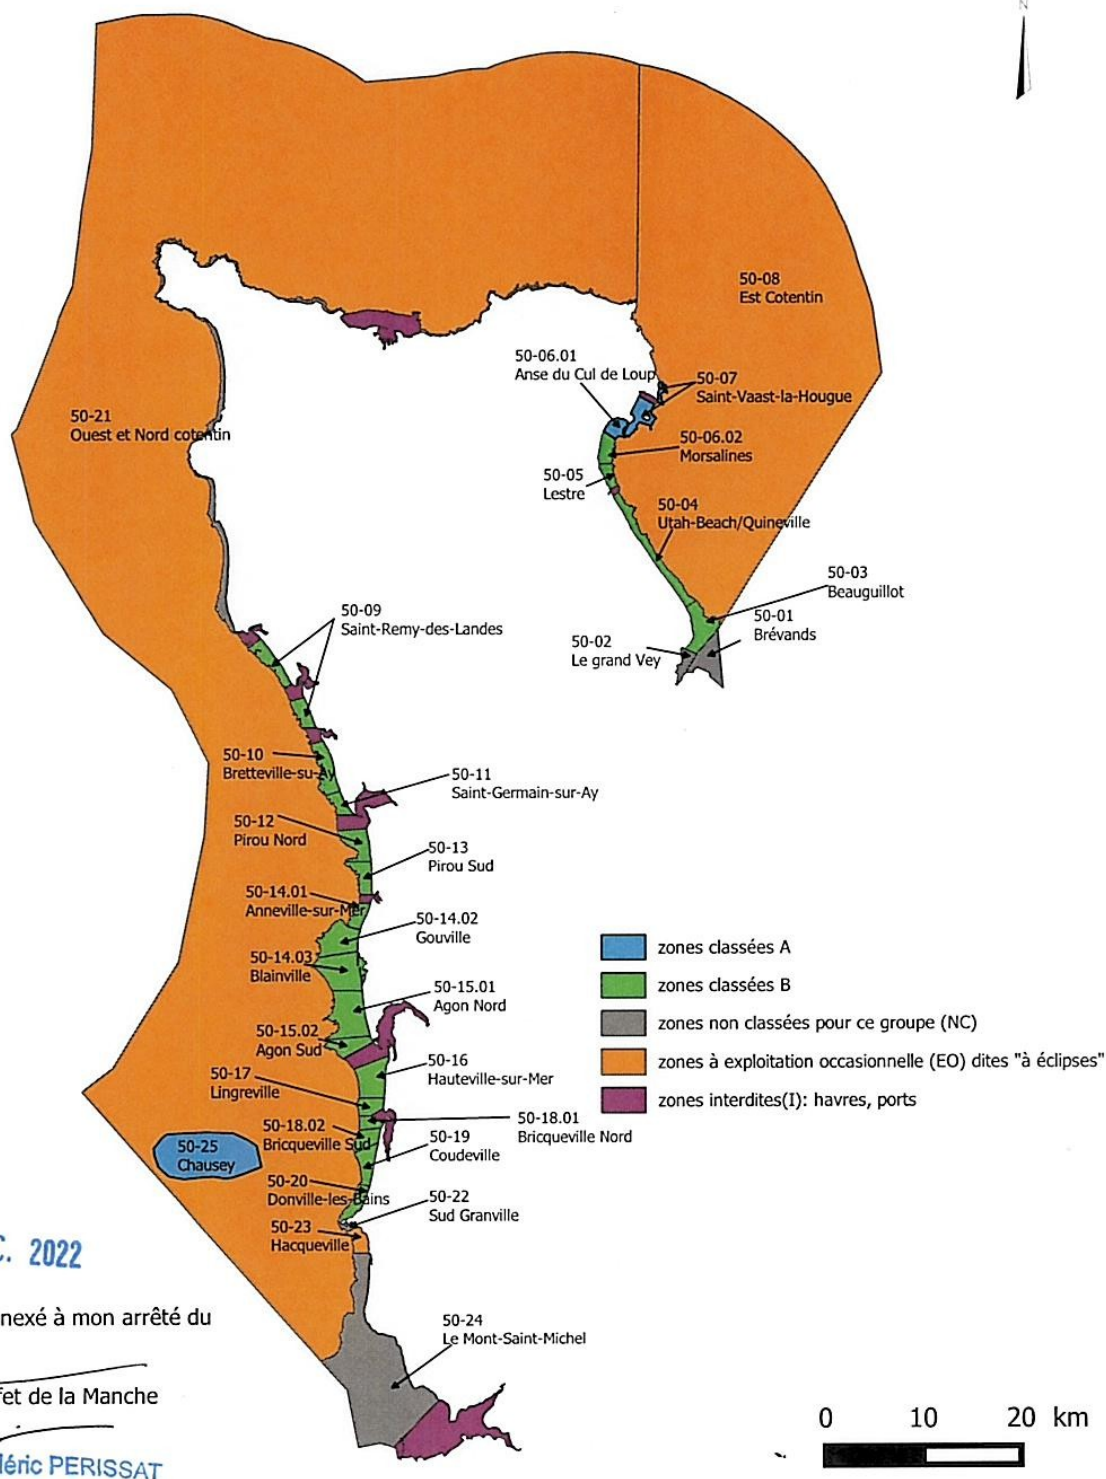 N
50-08
Est Cotentin
50-06.01
Anse du Cul de Loup
50-07
Saint-Vaast-la-Hougue
50-21
Ouest et Nord cotentin
50-06.02
Morsalines
50-05
Lestre
50-04
Utah-Beach/Quineville
50-03
Beauguillot
50-01
Brévands
50-02
Le grand Vey
50-09
Saint-Remy-des-Landes
50-10
Bretteville-su-Ay
50-11
Saint-Germain-sur-Ay
50-12
Pirou Nord
50-13
Pirou Sud
50-14.01
Anneville-sur-Mer
50-14.02
Gouville
50-14.03
Blainville
50-15.01
Agon Nord
50-15.02
Agon Sud
50-16
Hauteville-sur-Mer
50-17
Lingreville
50-18.01
Bricqueville Nord
50-18.02
Bricqueville Sud
50-19
Coudeville
50-25
Chausey
50-20
Donville-les-Bains
50-22
Sud Granville
50-23
Hacqueville
50-24
Le Mont-Saint-Michel
zones classées A
zones classées B
zones non classées pour ce groupe (NC)
zones à exploitation occasionnelle (EO) dites "à éclipses"
zones interdites(I): havres, ports
C. 2022
nexé à mon arrêté du
fet de la Manche
déric PERISSAT
0 10 20 km